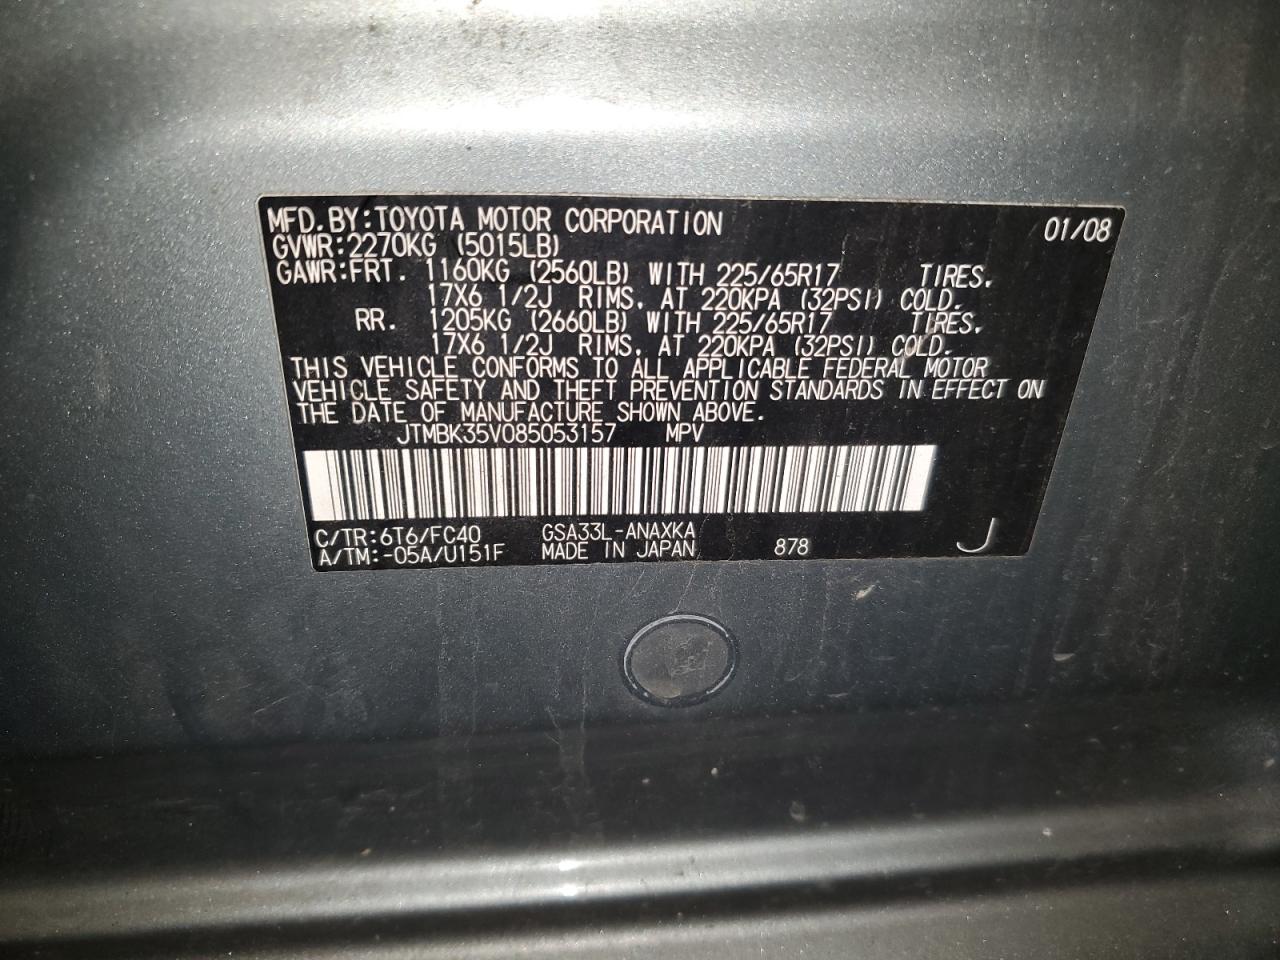 MFD.BY:TOYOTA MOTOR CORPORATION 01/08
GVWR:2270KG (5015LB)
GAWR:FRT. 1160KG (2560LB) WITH 225/65R17 TIRES.
17X6 1/2J RIMS, AT 220KPA (32PSI) COLD.
RR. 1205KG (2660LB) WITH 225/65R17 TIRES,
17X6 1/2J RIMS, AT 220KPA (32PSI) COLD.
THIS VEHICLE CONFORMS TO ALL APPLICABLE FEDERAL MOTOR
VEHICLE SAFETY AND THEFT PREVENTION STANDARDS IN EFFECT ON
THE DATE OF MANUFACTURE SHOWN ABOVE.
JTMBK35V085053157 MPV
C/TR:6T6/FC40 GSA33L-ANAXKA
A/TM:-05A/U151F MADE IN JAPAN 878 J